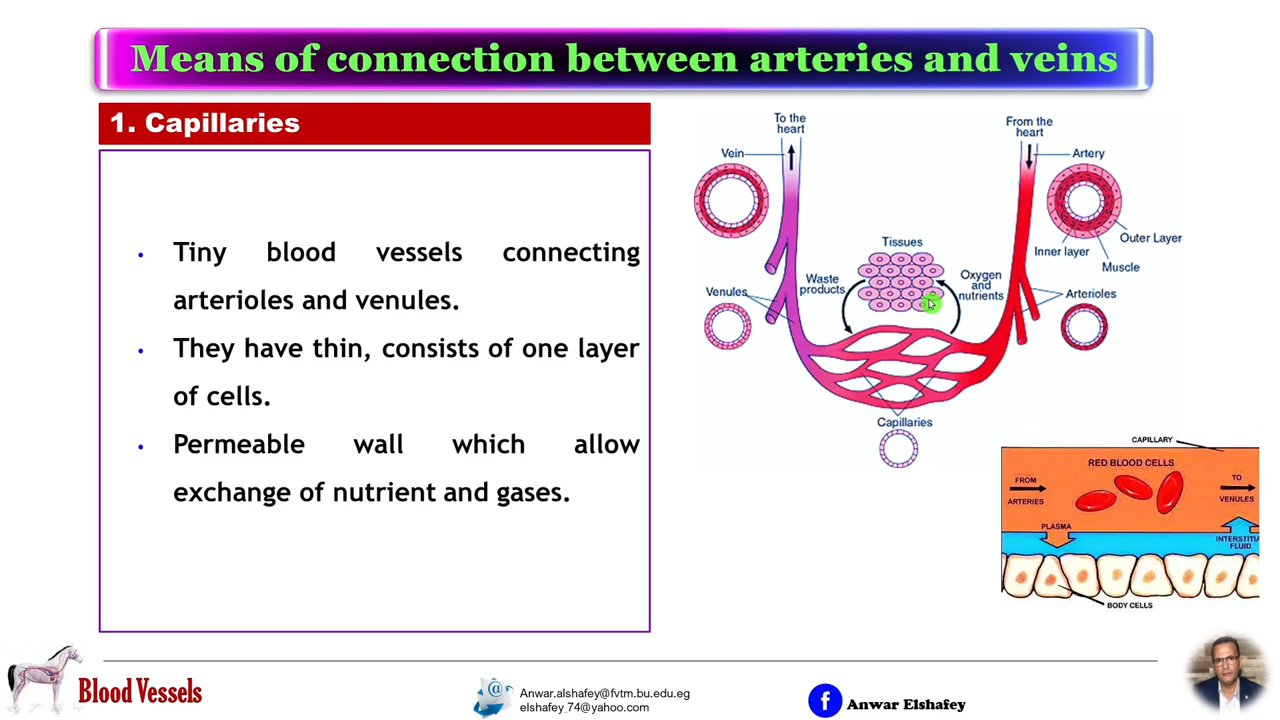 Means of connection between arteries and veins
1. Capillaries
• Tiny blood vessels connecting
arterioles and venules.
• They have thin, consists of one layer
of cells.
• Permeable wall which allow
exchange of nutrient and gases.
To the
heart
From the
heart
Vein
Artery
Outer Layer
Inner layer
Muscle
Tissues
Waste
products
Oxygen
and
nutrients
Venules
Arterioles
Capillaries
CAPILLARY
RED BLOOD CELLS
FROM
ARTERIES
TO
VENULES
PLASMA
INTERSTITI
FLUID
BODY CELLS
Blood Vessels
@
Anwar.alshafey@fvtm.bu.edu.eg
elshafey_74@yahoo.com
f
Anwar Elshafey